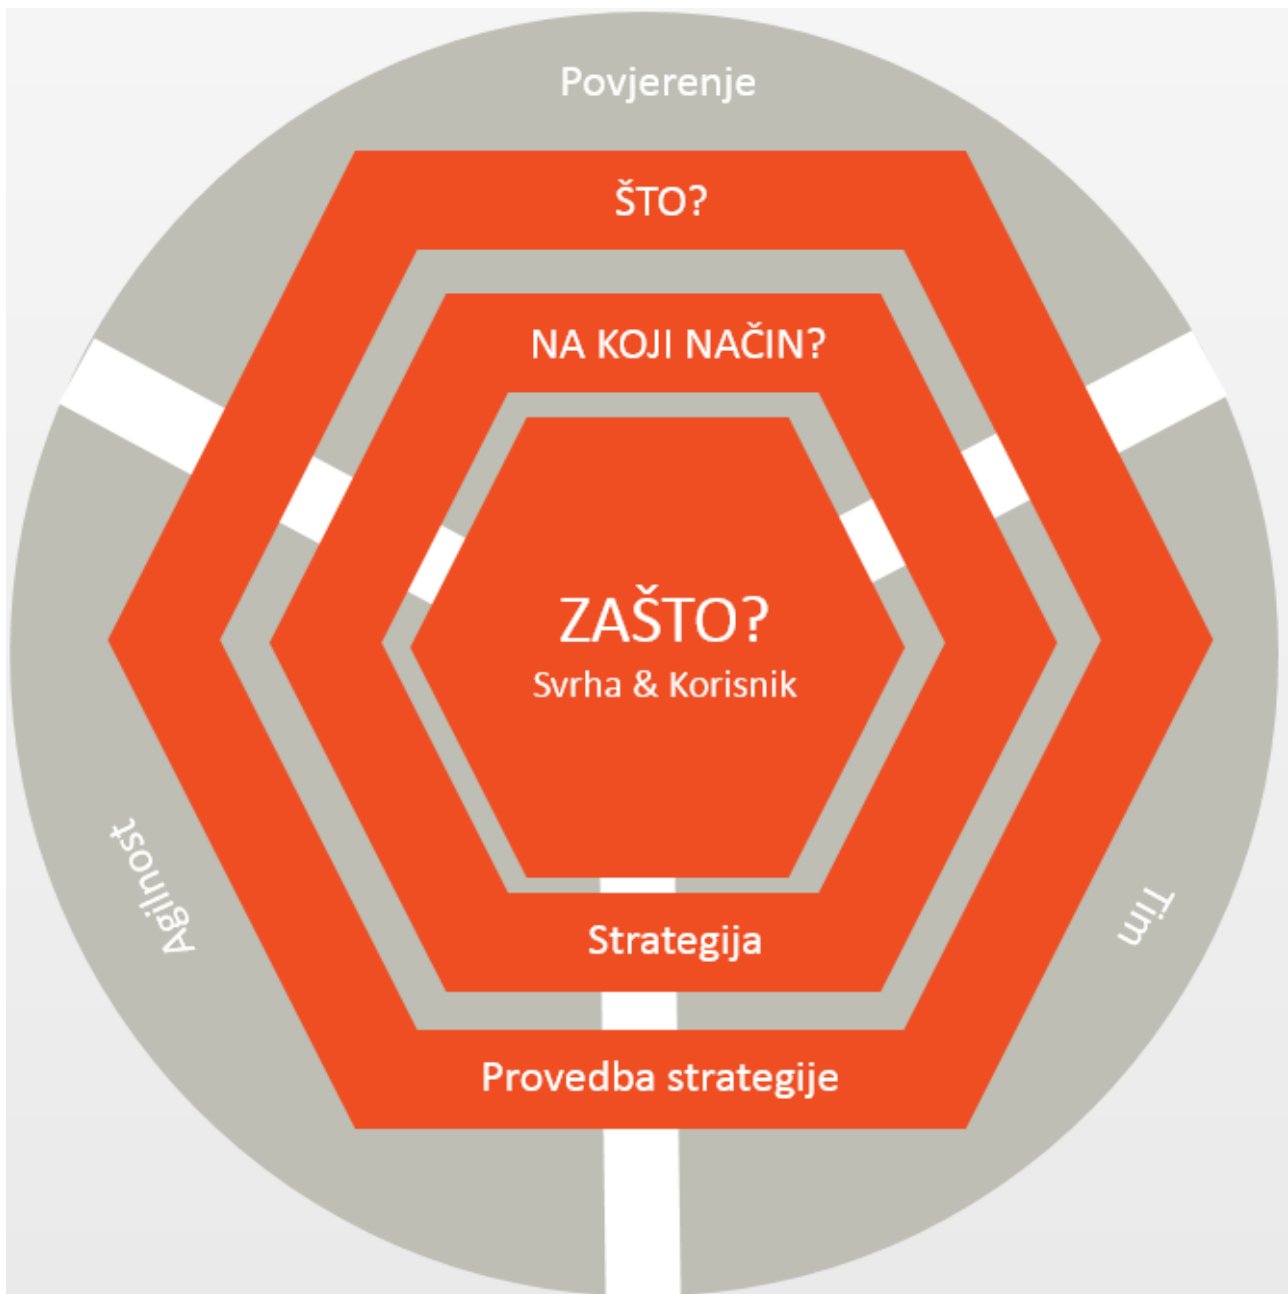 Povjerenje
ŠTO?
NA KOJI NAČIN?
ZAŠTO?
Svrha & Korisnik
Agilnost
Tim
Strategija
Provedba strategije